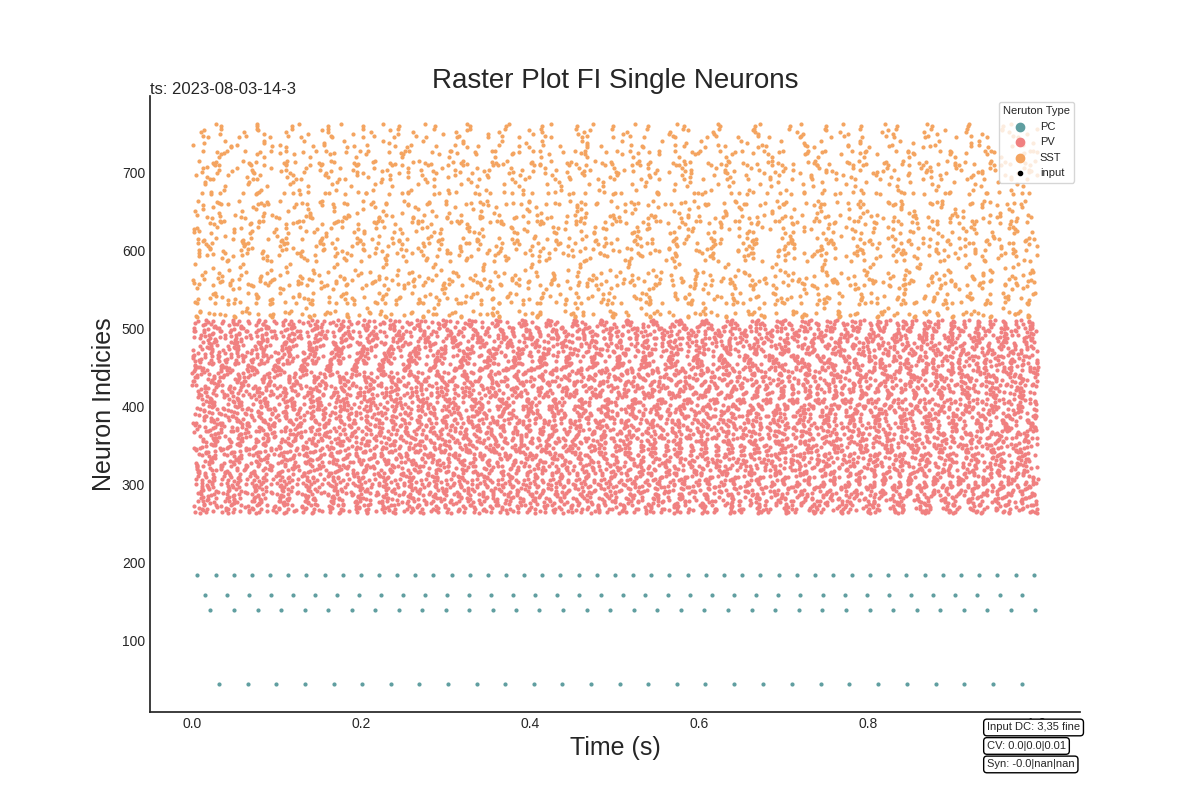 Raster Plot FI Single Neurons
ts: 2023-08-03-14-3
Neruton Type
PC
PV
SST
input
700
600
500
400
300
200
100
Neuron Indicies
0.0
0.2
0.4
0.6
0.8
Time (s)
Input DC: 3,35 fine
CV: 0.0|0.0|0.01
Syn: -0.0|nan|nan